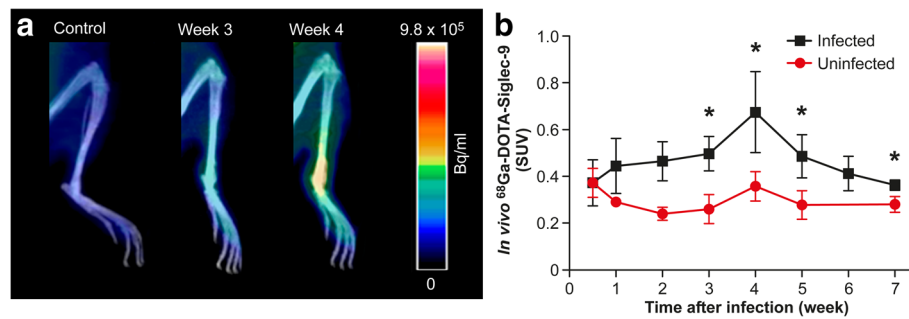 a
Control
Week 3
Week 4
9.8 x 10⁵
Bq/ml
0
b
In vivo ⁶⁸Ga-DOTA-Siglec-9
(SUV)
1.0
0.8
0.6
0.4
0.2
0
Infected
Uninfected
*
*
*
*
0 1 2 3 4 5 6 7
Time after infection (week)